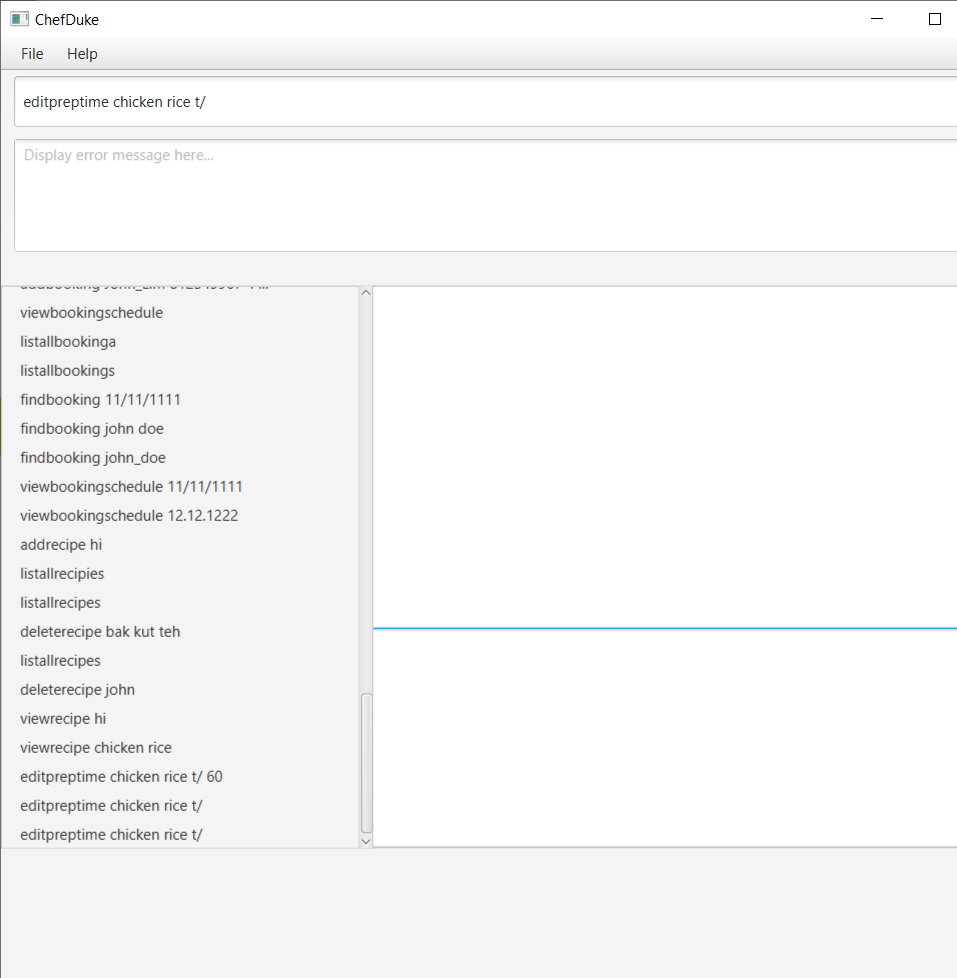 ChefDuke
File Help
editpreptime chicken rice t/
Display error message here...
viewbookingschedule
listallbookinga
listallbookings
findbooking 11/11/1111
findbooking john doe
findbooking john_doe
viewbookingschedule 11/11/1111
viewbookingschedule 12.12.1222
addrecipe hi
listallrecipies
listallrecipes
deleterecipe bak kut teh
listallrecipes
deleterecipe john
viewrecipe hi
viewrecipe chicken rice
editpreptime chicken rice t/ 60
editpreptime chicken rice t/
editpreptime chicken rice t/